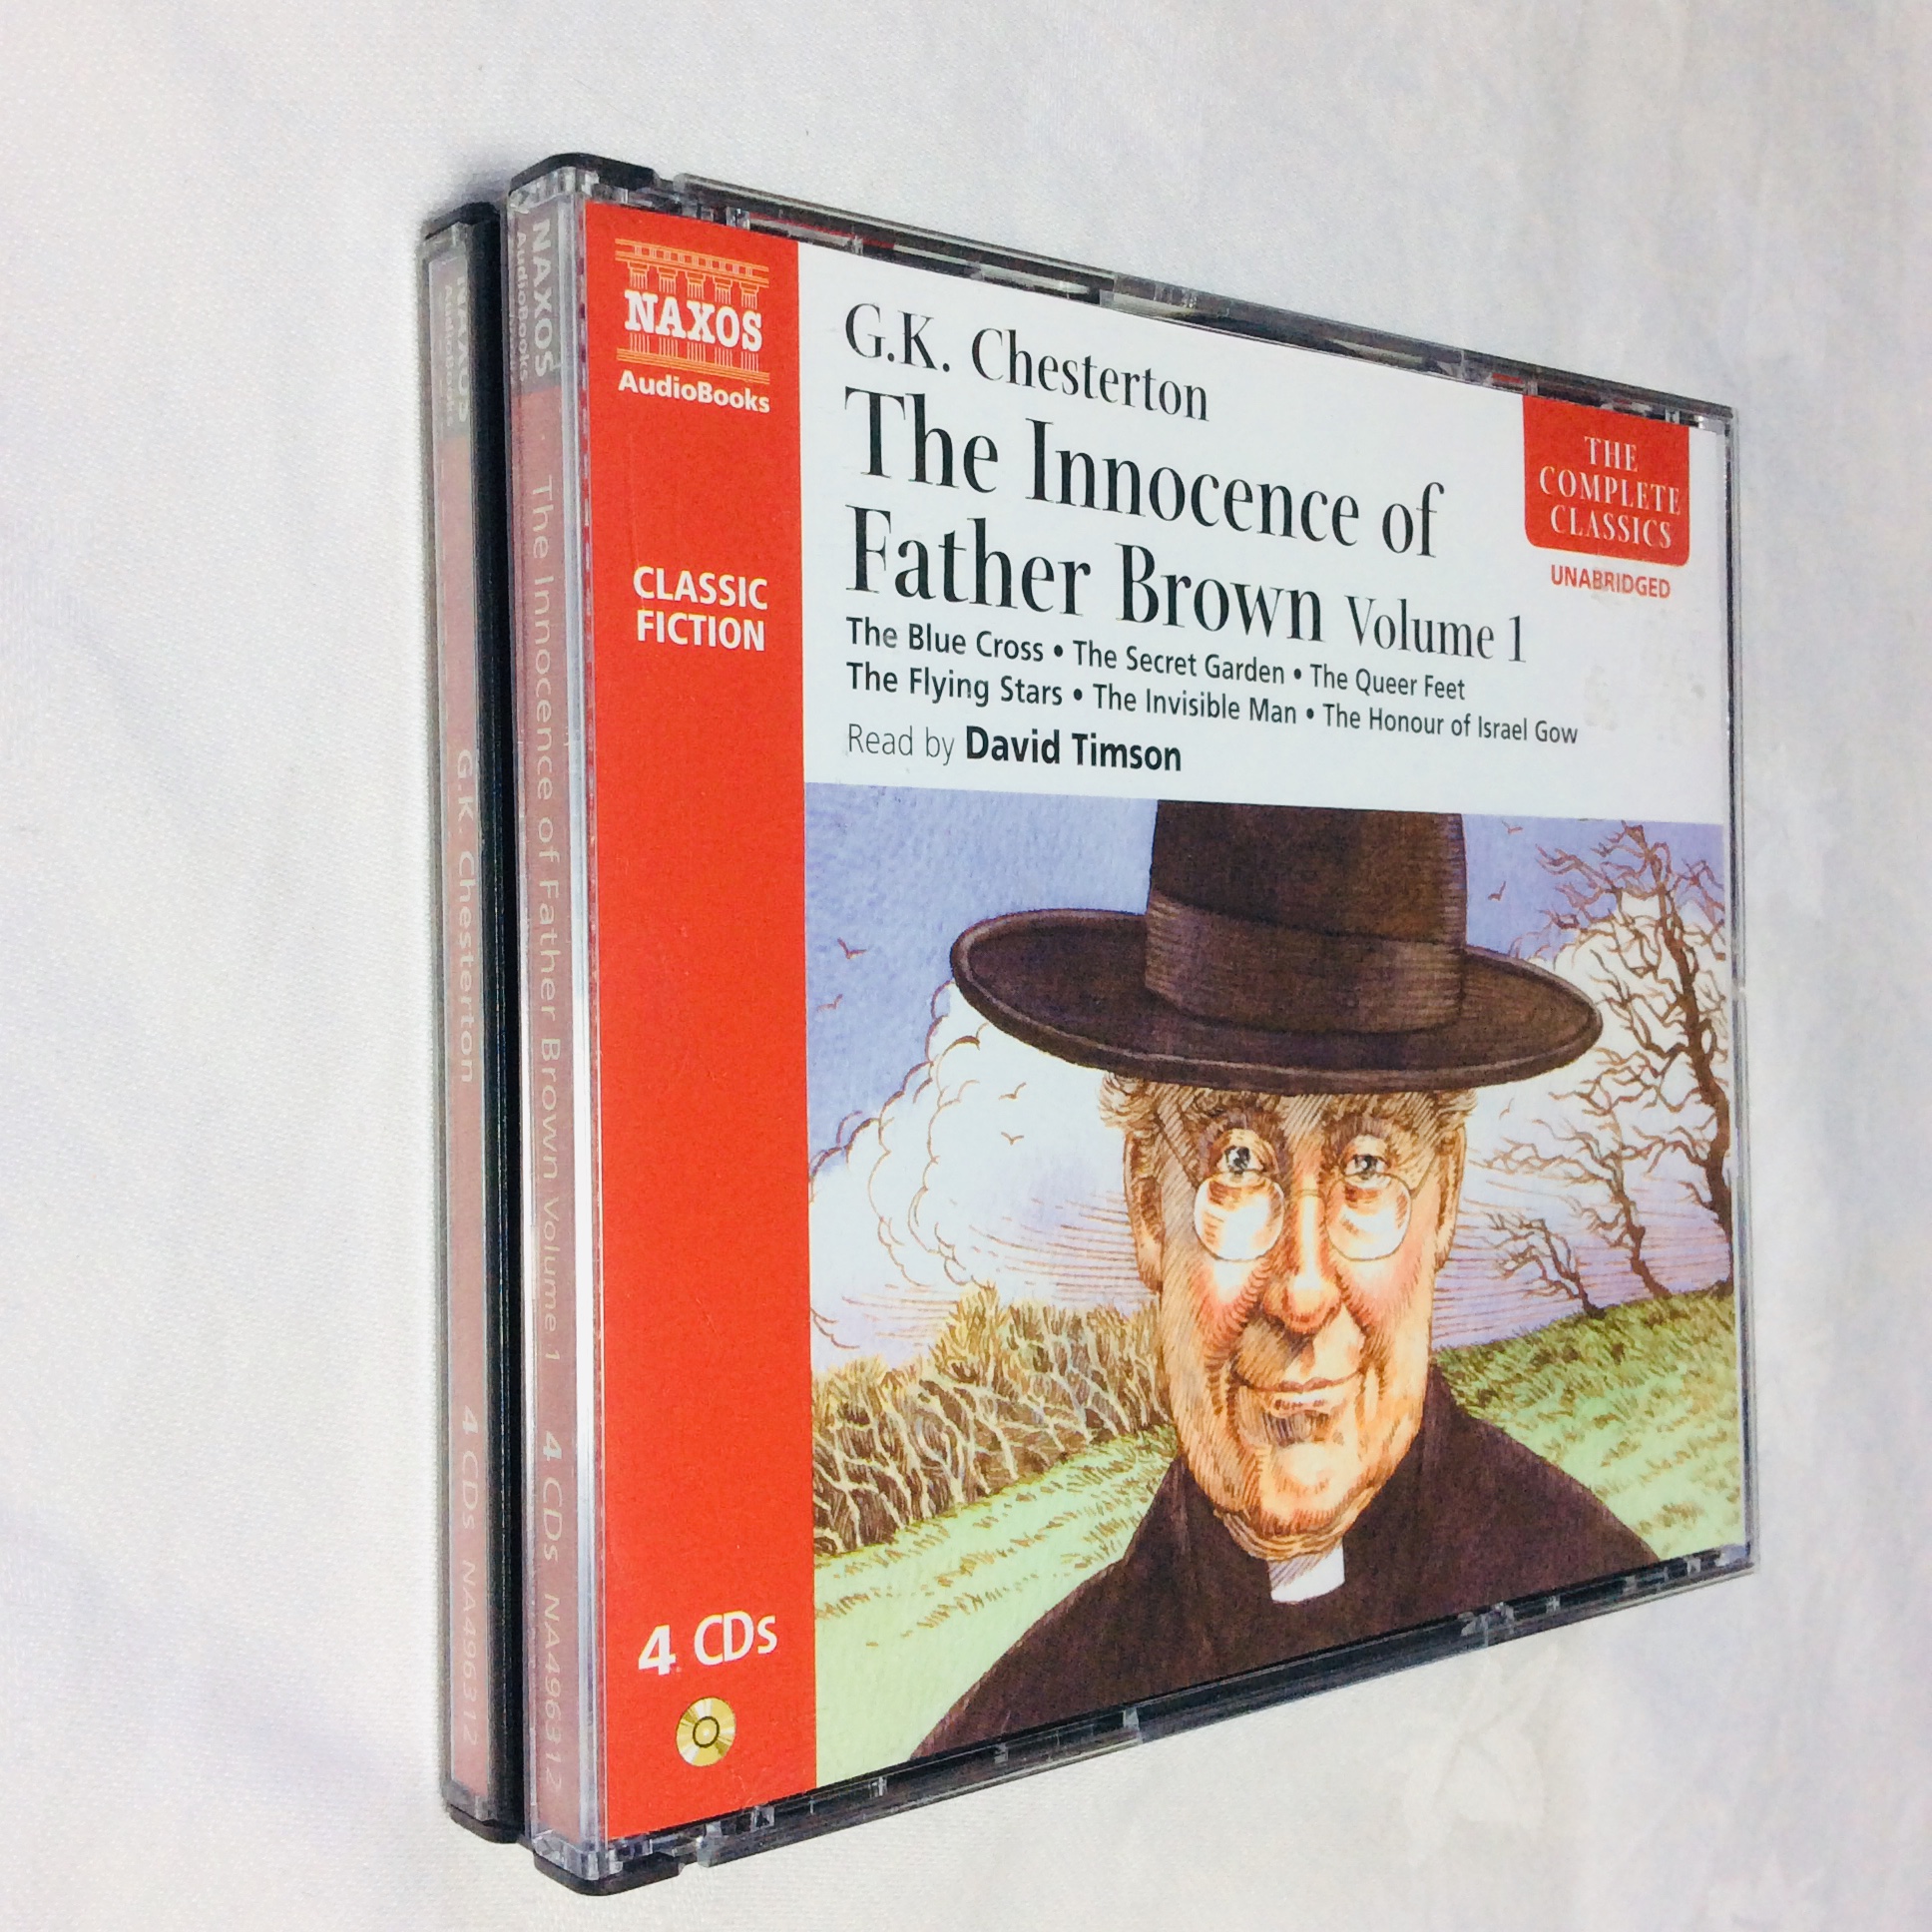 NAXOS
AudioBooks
CLASSIC
FICTION
4 CDs
G.K. Chesterton
The Innocence of
Father Brown Volume 1
The Blue Cross • The Secret Garden • The Queer Feet
The Flying Stars • The Invisible Man • The Honour of Israel Gow
Read by David Timson
THE
COMPLETE
CLASSICS
UNABRIDGED
NAXOS
AudioBooks
The Innocence of Father Brown Volume 1 4 CDs NA496312
NAXOS
AudioBooks
G.K. Chesterton 4 CDs NA496312